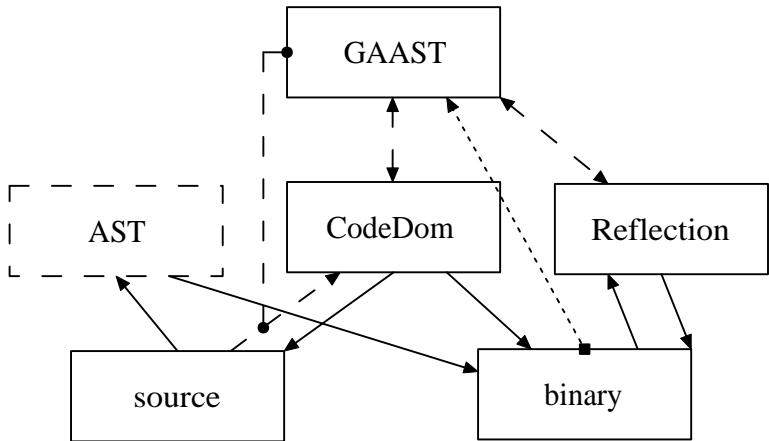 GAAST
AST
CodeDom
Reflection
source
binary